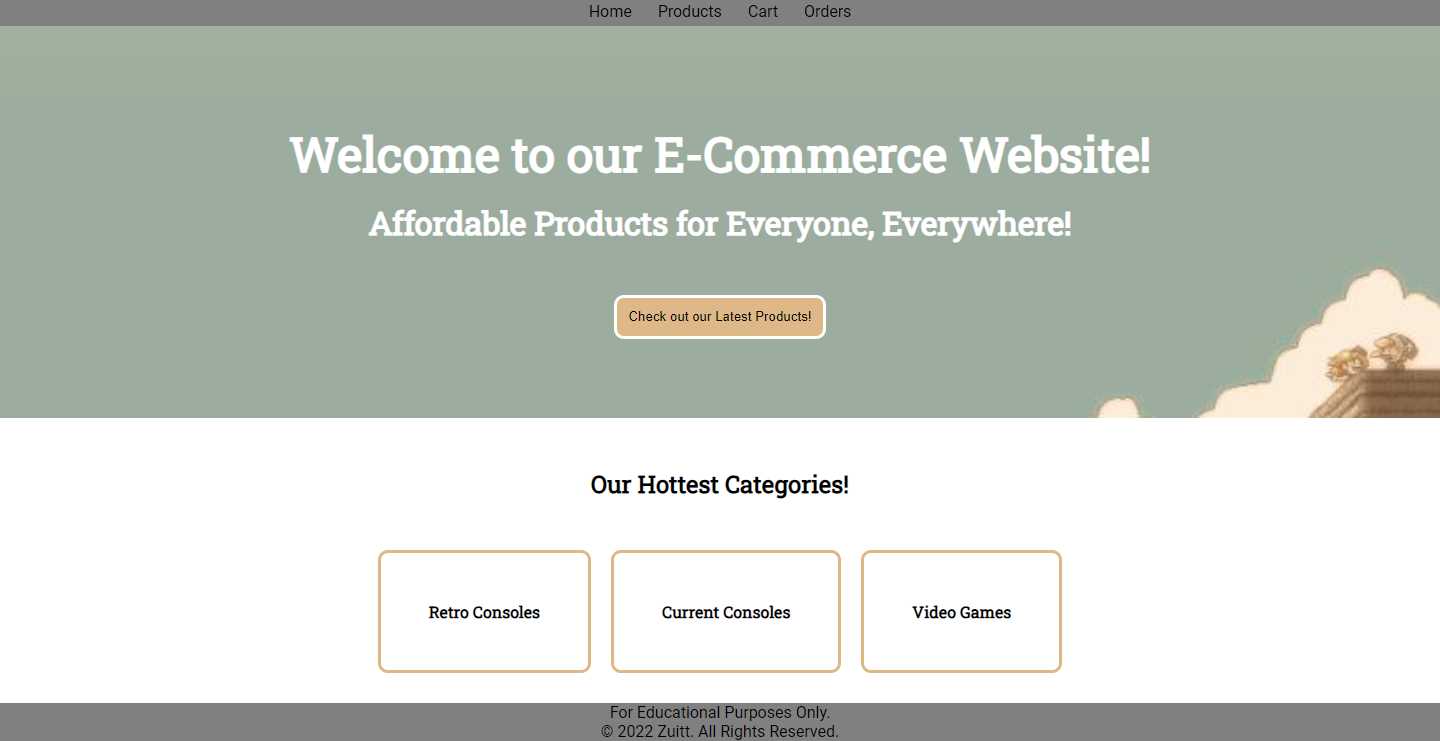 Home Products Cart Orders
Welcome to our E-Commerce Website!
Affordable Products for Everyone, Everywhere!
Check out our Latest Products!
Our Hottest Categories!
Retro Consoles Current Consoles Video Games
For Educational Purposes Only.
© 2022 Zuitt. All Rights Reserved.